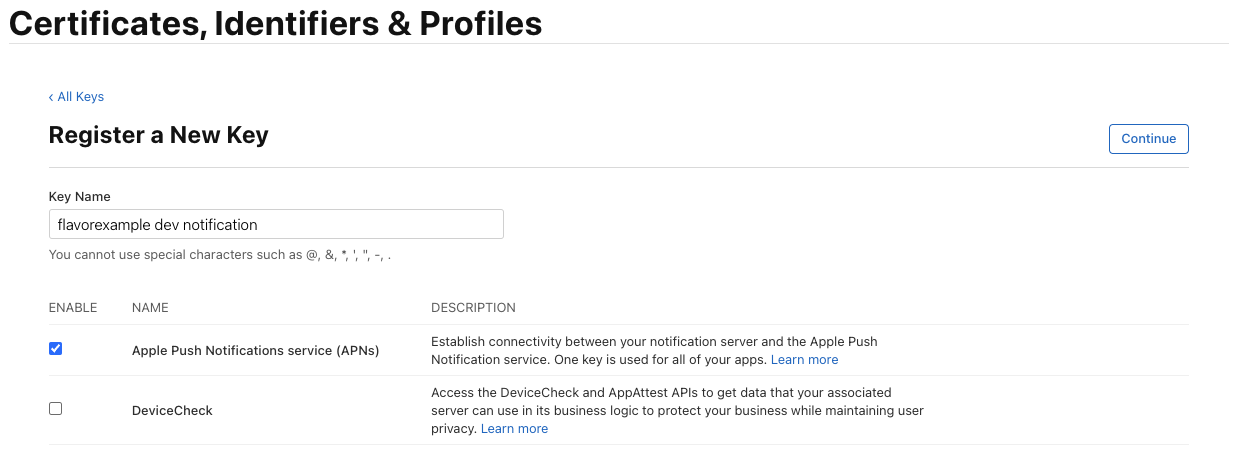 Certificates, Identifiers & Profiles
‹ All Keys
Register a New Key
Continue
Key Name
flavorexample dev notification
You cannot use special characters such as @, &, *, ', ", -, .
ENABLE NAME DESCRIPTION
Apple Push Notifications service (APNs)
Establish connectivity between your notification server and the Apple Push
Notification service. One key is used for all of your apps. Learn more
DeviceCheck
Access the DeviceCheck and AppAttest APIs to get data that your associated
server can use in its business logic to protect your business while maintaining user
privacy. Learn more